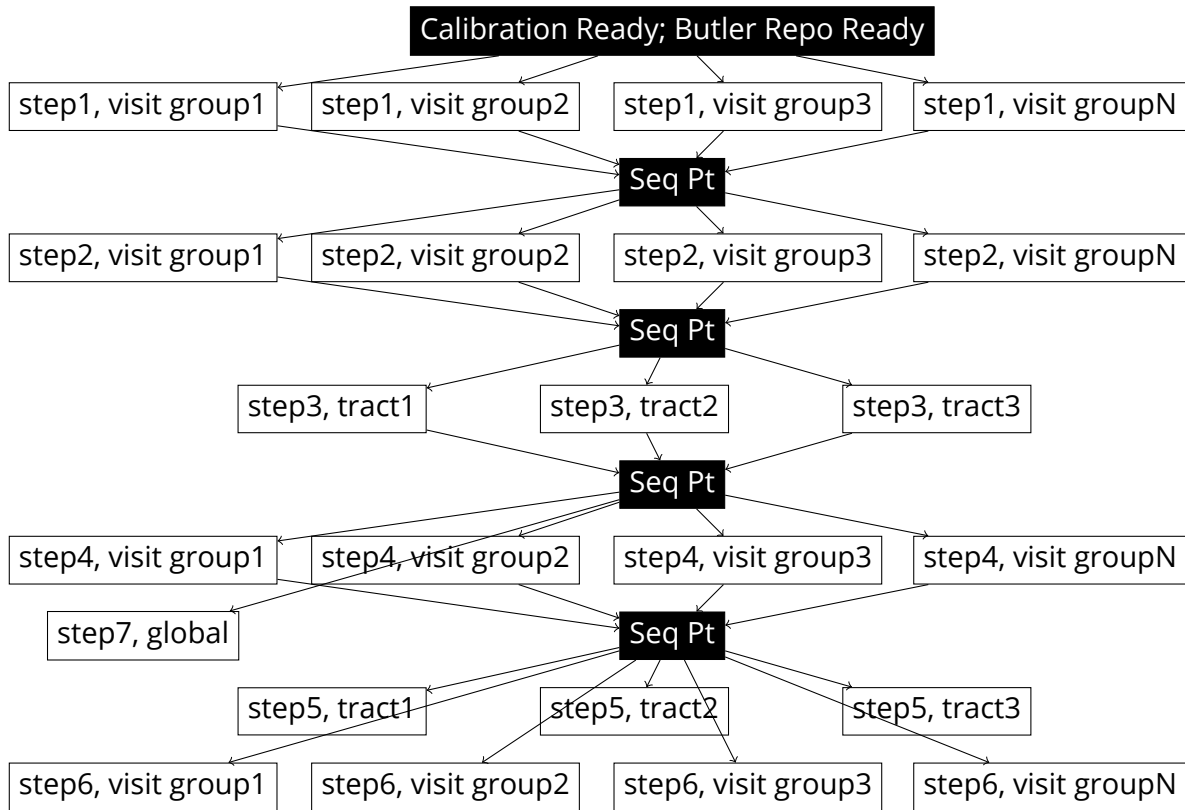 Calibration Ready; Butler Repo Ready
step1, visit group1
step1, visit group2
step1, visit group3
step1, visit groupN
Seq Pt
step2, visit group1
step2, visit group2
step2, visit group3
step2, visit groupN
Seq Pt
step3, tract1
step3, tract2
step3, tract3
Seq Pt
step4, visit group1
step4, visit group2
step4, visit group3
step4, visit groupN
step7, global
Seq Pt
step5, tract1
step5, tract2
step5, tract3
step6, visit group1
step6, visit group2
step6, visit group3
step6, visit groupN